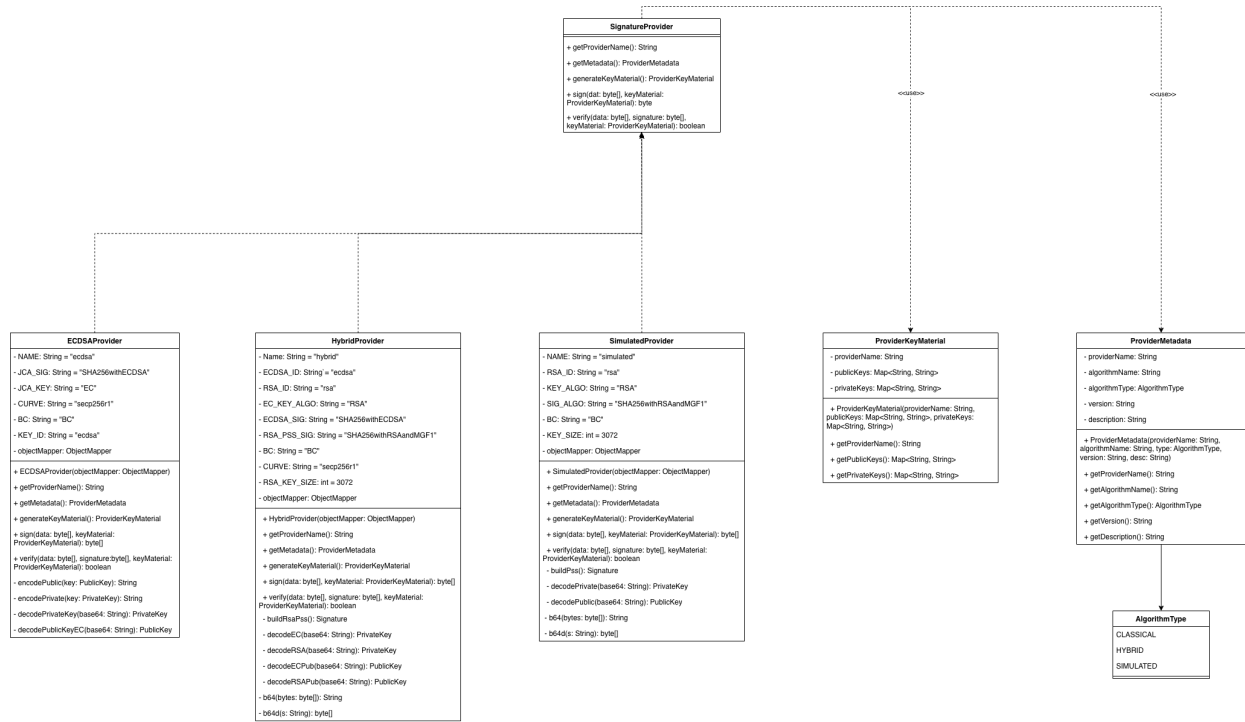 SignatureProvider
+ getProviderName(): String
+ getMetadata(): ProviderMetadata
+ generateKeyMaterial(): ProviderKeyMaterial
+ sign(dat: byte[], keyMaterial:
ProviderKeyMaterial): byte
+ verify(data: byte[], signature: byte[],
keyMaterial: ProviderKeyMaterial): boolean
<<use>>
<<use>>
ECDSAProvider
- NAME: String = "ecdsa"
- JCA_SIG: String = "SHA256withECDSA"
- JCA_KEY: String = "EC"
- CURVE: String = "secp256r1"
- BC: String = "BC"
- KEY_ID: String = "ecdsa"
- objectMapper: ObjectMapper
+ ECDSAProvider(objectMapper: ObjectMapper)
+ getProviderName(): String
+ getMetadata(): ProviderMetadata
+ generateKeyMaterial(): ProviderKeyMaterial
+ sign(data: byte[], keyMaterial:
ProviderKeyMaterial): byte[]
+ verify(data: byte[], signature:byte[], keyMaterial:
ProviderKeyMaterial): boolean
- encodePublic(key: PublicKey): String
- encodePrivate(key: PrivateKey): String
- decodePrivateKey(base64: String): PrivateKey
- decodePublicKeyEC(base64: String): PublicKey
HybridProvider
- Name: String = "hybrid"
- ECDSA_ID: String = "ecdsa"
- RSA_ID: String = "rsa"
- EC_KEY_ALGO: String = "RSA"
- ECDSA_SIG: String = "SHA256withECDSA"
- RSA_PSS_SIG: String = "SHA256withRSAandMGF1"
- BC: String = "BC"
- CURVE: String = "secp256r1"
- RSA_KEY_SIZE: int = 3072
- objectMapper: ObjectMapper
+ HybridProvider(objectMapper: ObjectMapper)
+ getProviderName(): String
+ getMetadata(): ProviderMetadata
+ generateKeyMaterial(): ProviderKeyMaterial
+ sign(data: byte[], keyMaterial: ProviderKeyMaterial): byte[]
+ verify(data: byte[], signature: byte[], keyMaterial:
ProviderKeyMaterial): boolean
- buildRsaPss(): Signature
- decodeEC(base64: String): PrivateKey
- decodeRSA(base64: String): PrivateKey
- decodeECPub(base64: String): PublicKey
- decodeRSAPub(base64: String): PublicKey
- b64(bytes: byte[]): String
- b64d(s: String): byte[]
SimulatedProvider
- NAME: String = "simulated"
- RSA_ID: String = "rsa"
- KEY_ALGO: String = "RSA"
- SIG_ALGO: String = "SHA256withRSAandMGF1"
- BC: String = "BC"
- KEY_SIZE: int = 3072
- objectMapper: ObjectMapper
+ SimulatedProvider(objectMapper: ObjectMapper)
+ getProviderName(): String
+ getMetadata(): ProviderMetadata
+ generateKeyMaterial(): ProviderKeyMaterial
+ sign(data: byte[], keyMaterial: ProviderKeyMaterial): byte[]
+ verify(data: byte[], signature: byte[], keyMaterial:
ProviderKeyMaterial): boolean
- buildPss(): Signature
- decodePrivate(base64: String): PrivateKey
- decodePublic(base64: String): PublicKey
- b64(bytes: byte[]): String
- b64d(s: String): byte[]
ProviderKeyMaterial
- providerName: String
- publicKeys: Map<String, String>
- privateKeys: Map<String, String>
+ ProviderKeyMaterial(providerName: String,
publicKeys: Map<String, String>, privateKeys:
Map<String, String>)
+ getProviderName(): String
+ getPublicKeys(): Map<String, String>
+ getPrivateKeys(): Map<String, String>
ProviderMetadata
- providerName: String
- algorithmName: String
- algorithmType: AlgorithmType
- version: String
- description: String
+ ProviderMetadata(providerName: String,
algorithmName: String, type: AlgorithmType,
version: String, desc: String)
+ getProviderName(): String
+ getAlgorithmName(): String
+ getAlgorithmType(): AlgorithmType
+ getVersion(): String
+ getDescription(): String
AlgorithmType
CLASSICAL
HYBRID
SIMULATED